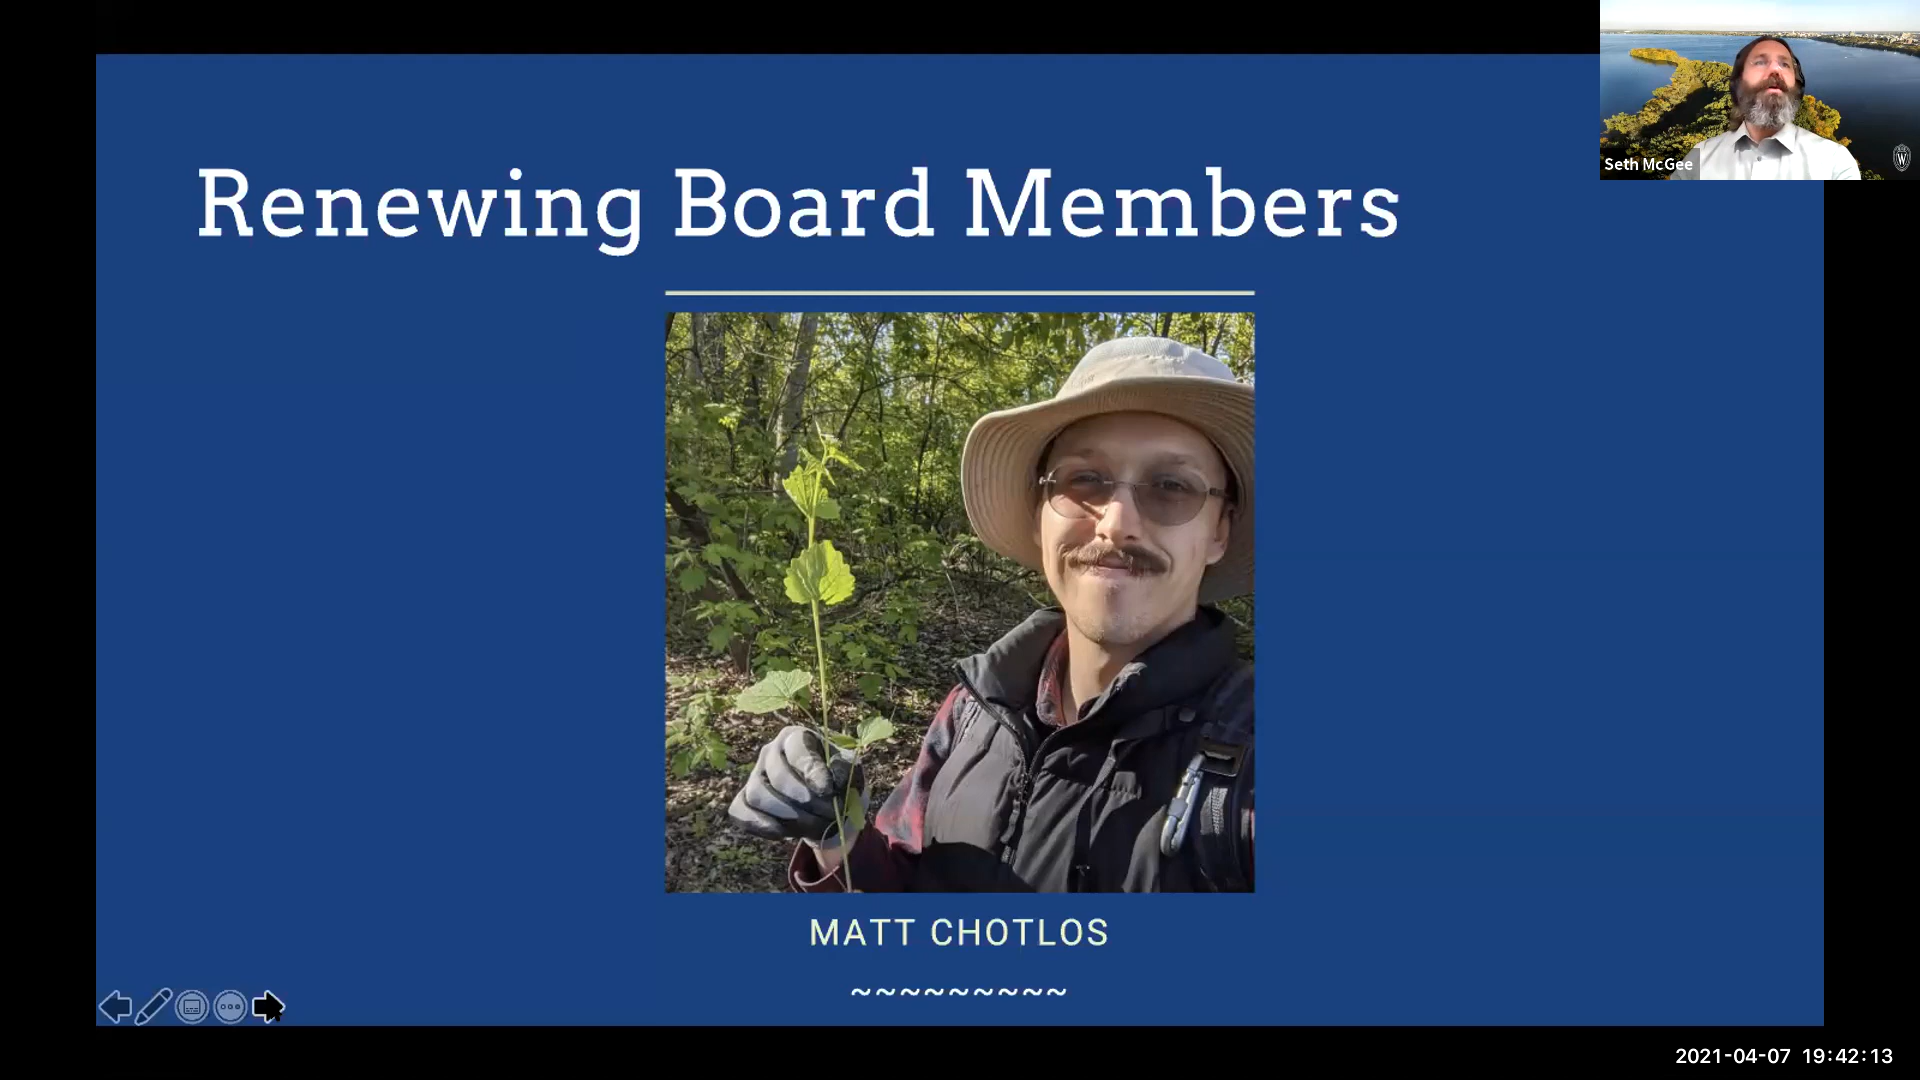 Renewing Board Members
Seth McGee
W
MATT CHOTLOS
~~~~~~~~~
2021-04-07 19:42:13